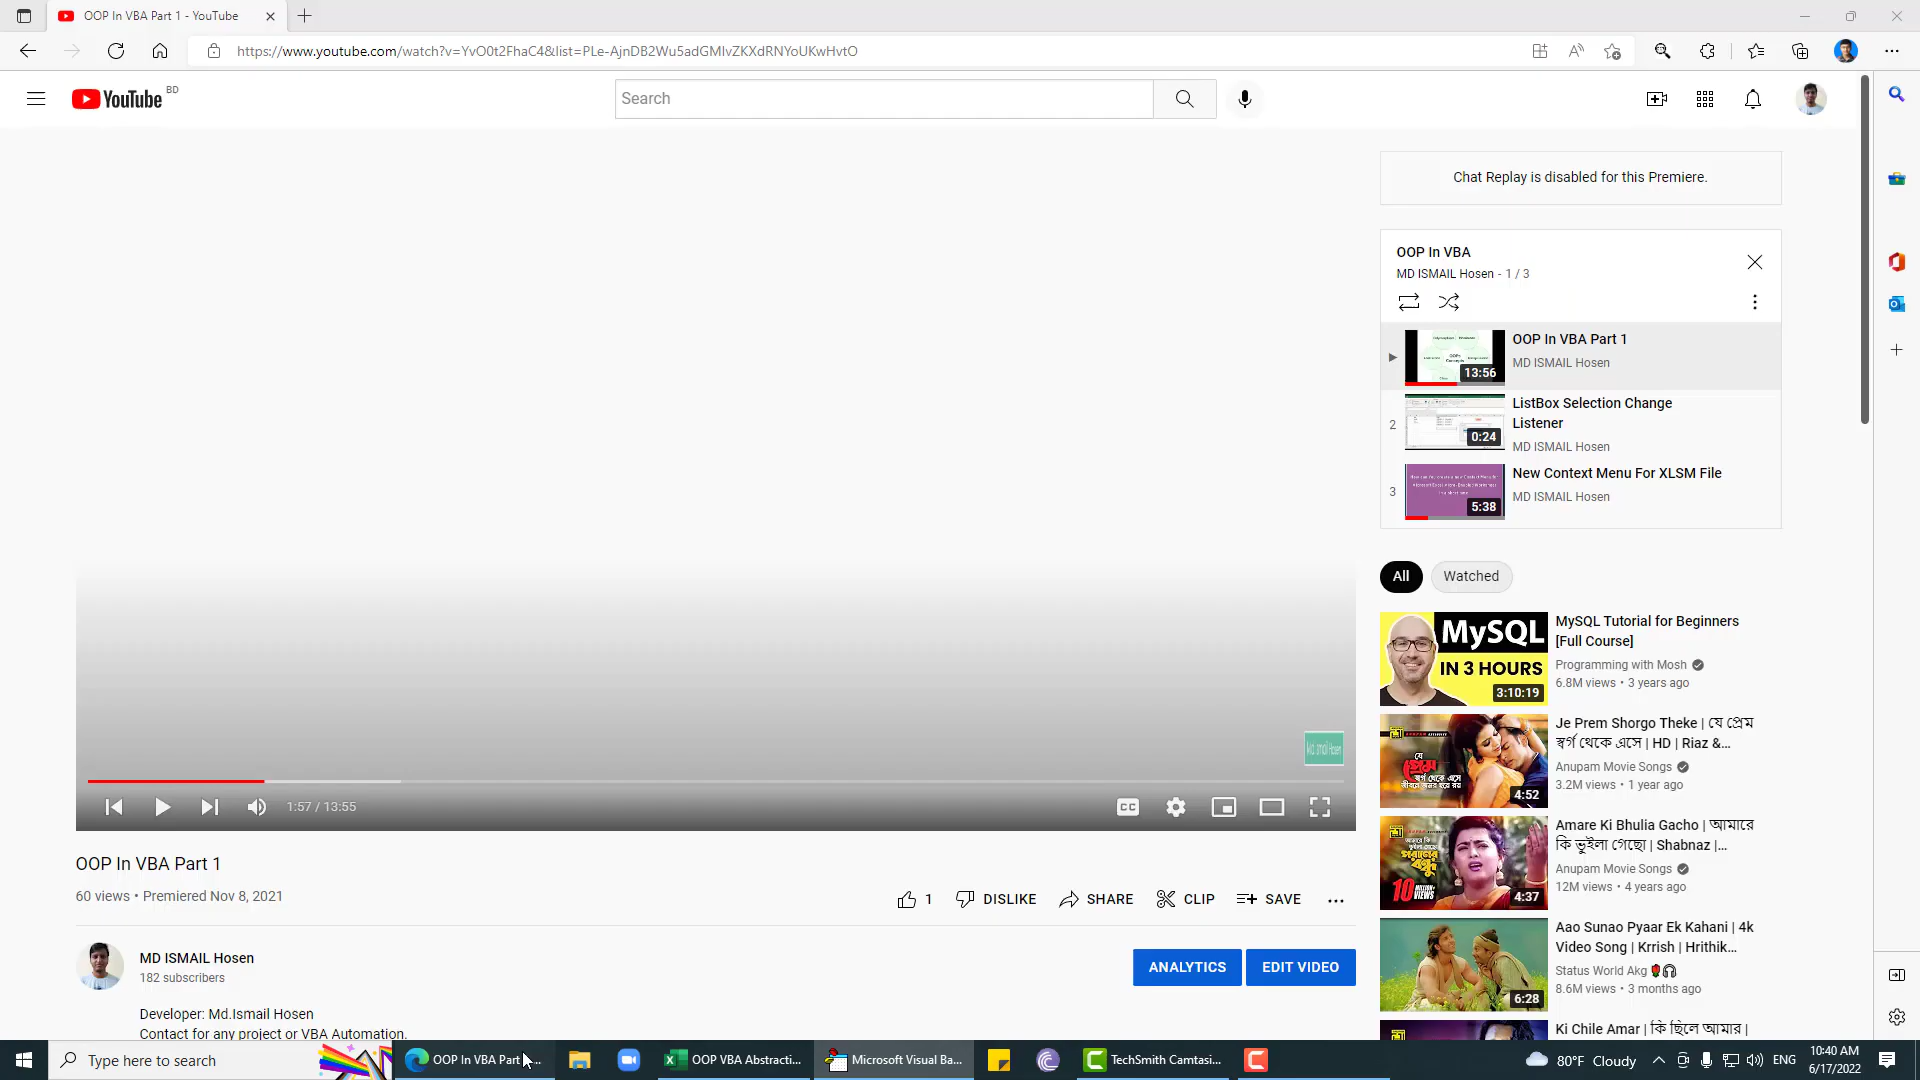 OOP In VBA Part 1 - YouTube
https://www.youtube.com/watch?v=YvO0t2FhaC4&list=PLe-AjnDB2Wu5adGMIvZKXdRNYoUKwHvtO
YouTube BD
Search
Chat Replay is disabled for this Premiere.
OOP In VBA
MD ISMAIL Hosen - 1 / 3
OOP In VBA Part 1
MD ISMAIL Hosen
13:56
2
ListBox Selection Change
Listener
MD ISMAIL Hosen
0:24
3
New Context Menu For XLSM File
MD ISMAIL Hosen
5:38
All
Watched
MySQL
IN 3 HOURS
3:10:19
MySQL Tutorial for Beginners
[Full Course]
Programming with Mosh
6.8M views • 3 years ago
Je Prem Shorgo Theke | যে প্রেম
স্বর্গ থেকে এসে | HD | Riaz &...
Anupam Movie Songs
3.2M views • 1 year ago
4:52
Amare Ki Bhulia Gacho | আমারে
কি ভুইলা গেছো | Shabnaz |...
Anupam Movie Songs
12M views • 4 years ago
4:37
Aao Sunao Pyaar Ek Kahani | 4k
Video Song | Krrish | Hrithik...
Status World Akg
8.6M views • 3 months ago
6:28
Ki Chile Amar | কি ছিলে আমার |
Md. Ismail Hosen
1:57 / 13:55
CC
OOP In VBA Part 1
60 views • Premiered Nov 8, 2021
1 DISLIKE SHARE CLIP SAVE
MD ISMAIL Hosen
182 subscribers
ANALYTICS
EDIT VIDEO
Developer: Md.Ismail Hosen
Contact for any project or VBA Automation.
Type here to search
OOP In VBA Part ...
OOP VBA Abstracti...
Microsoft Visual Ba...
TechSmith Camtasi...
80°F Cloudy
ENG
10:40 AM
6/17/2022